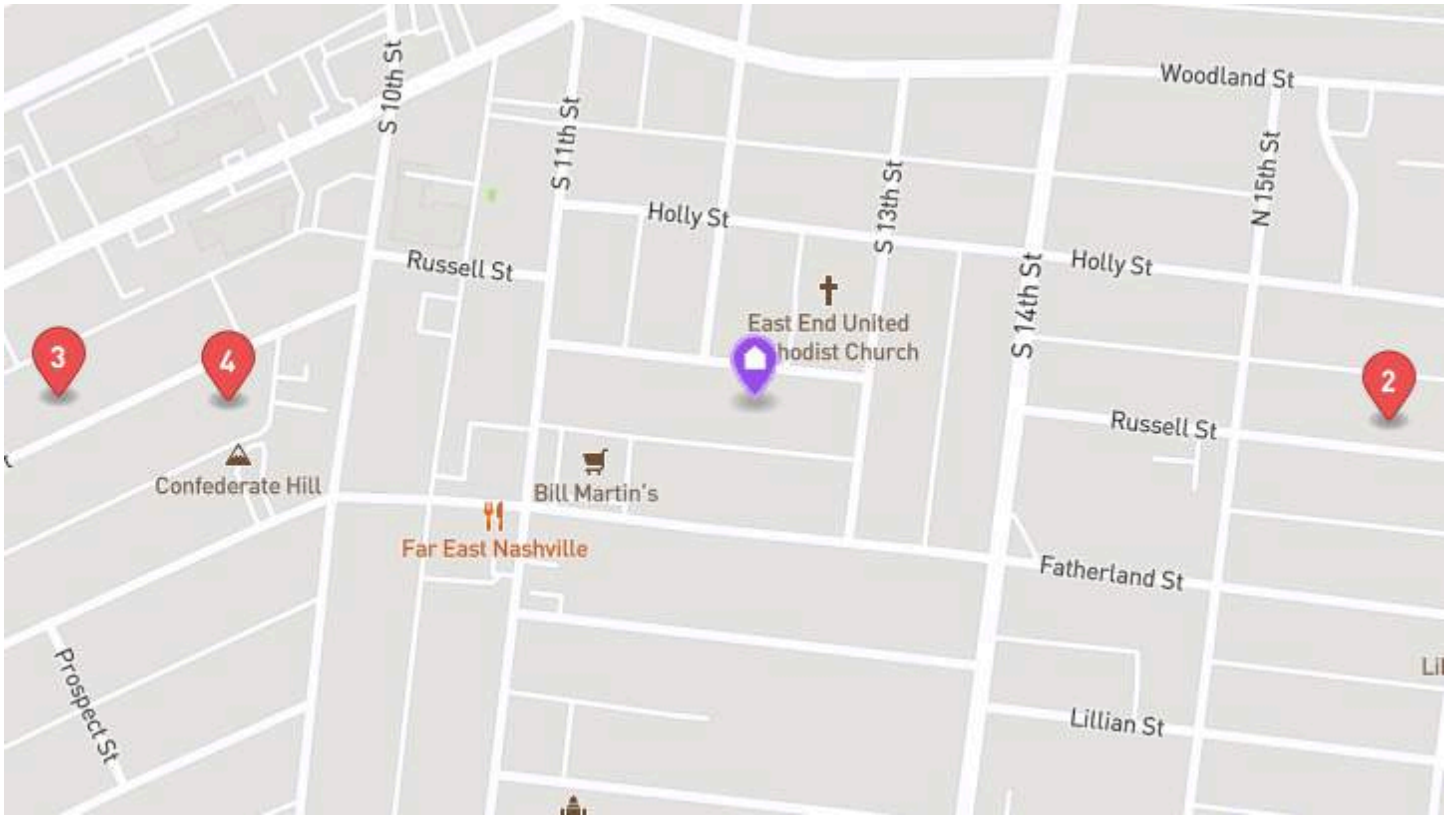 S 10th St
Woodland St
S 11th St
N 15th St
S 13th St
Holly St
Russell St
S 14th St
Holly St
East End United
hodist Church
3
4
2
Russell St
Confederate Hill
Bill Martin's
Far East Nashville
Fatherland St
Prospect St
Lil
Lillian St